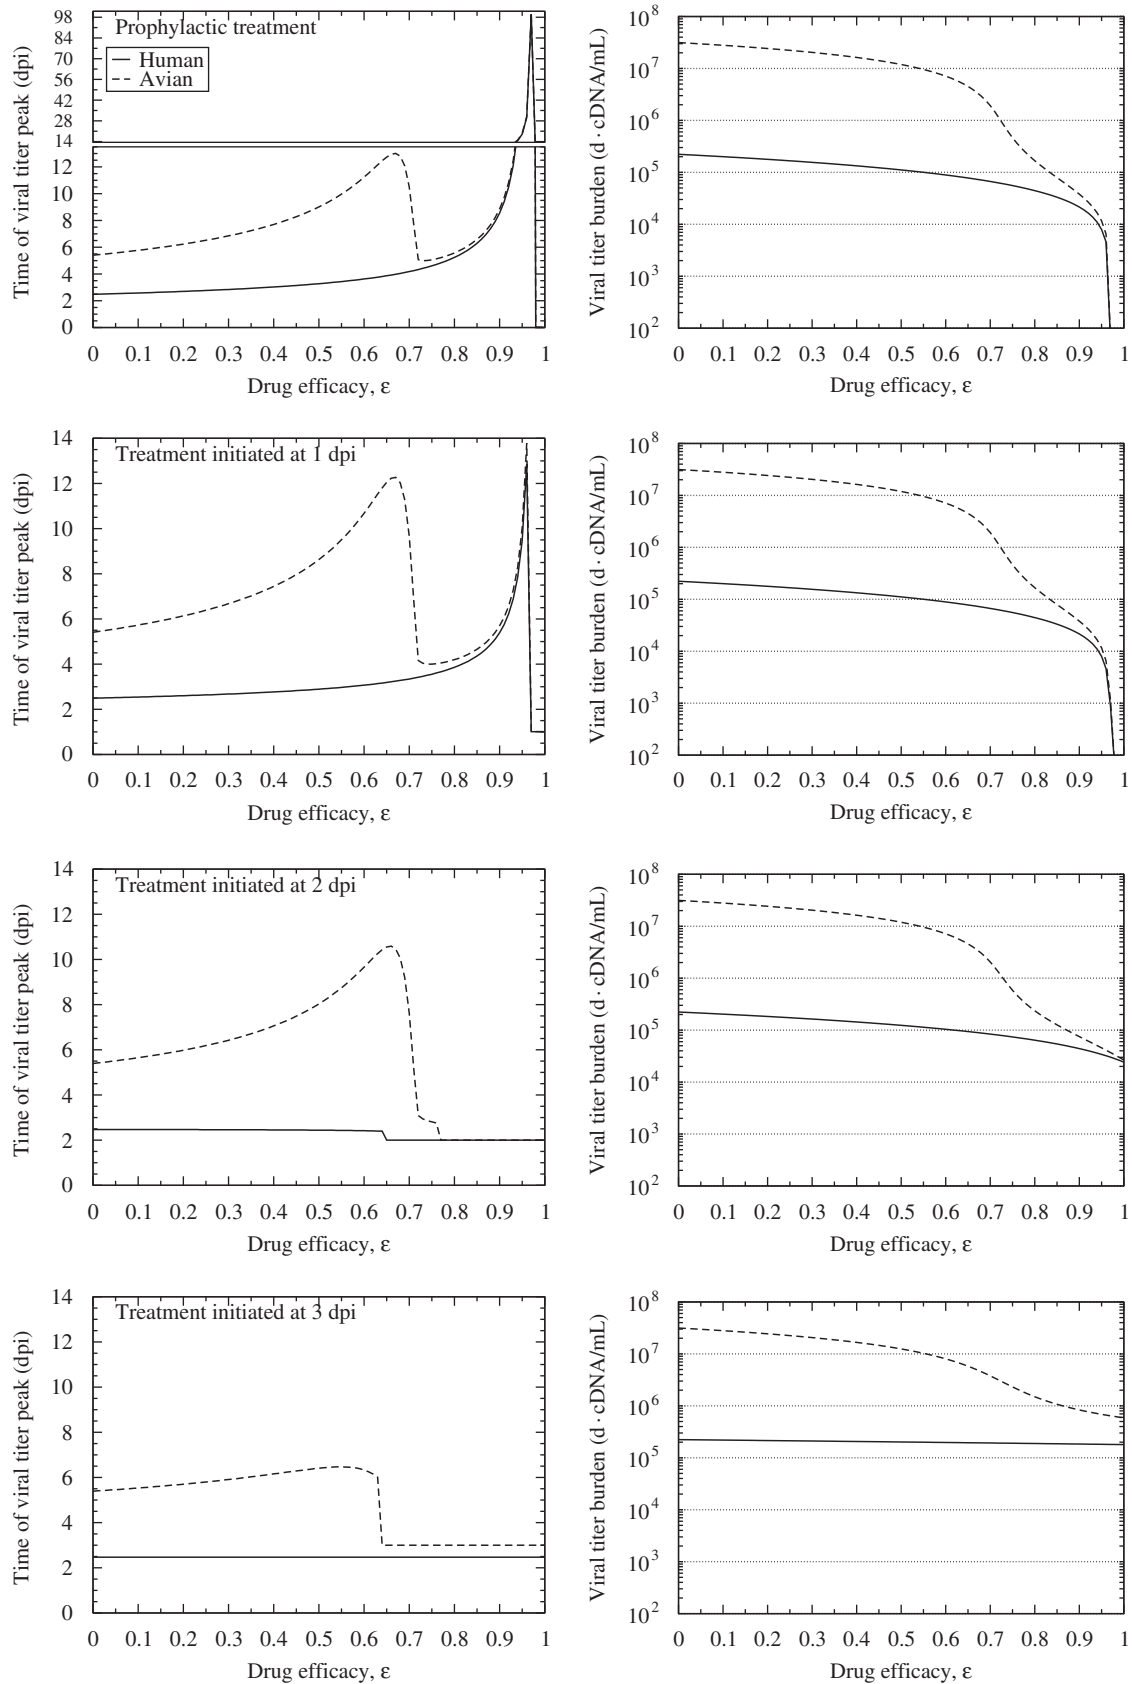 Prophylactic treatment
Human
Avian
Time of viral titer peak (dpi)
98
84
70
56
42
28
14
12
10
8
6
4
2
0
0 0.1 0.2 0.3 0.4 0.5 0.6 0.7 0.8 0.9 1
Drug efficacy, ε
Viral titer burden (d · cDNA/mL)
10^8
10^7
10^6
10^5
10^4
10^3
10^2
0 0.1 0.2 0.3 0.4 0.5 0.6 0.7 0.8 0.9 1
Drug efficacy, ε
Treatment initiated at 1 dpi
Time of viral titer peak (dpi)
14
12
10
8
6
4
2
0
0 0.1 0.2 0.3 0.4 0.5 0.6 0.7 0.8 0.9 1
Drug efficacy, ε
Viral titer burden (d · cDNA/mL)
10^8
10^7
10^6
10^5
10^4
10^3
10^2
0 0.1 0.2 0.3 0.4 0.5 0.6 0.7 0.8 0.9 1
Drug efficacy, ε
Treatment initiated at 2 dpi
Time of viral titer peak (dpi)
14
12
10
8
6
4
2
0
0 0.1 0.2 0.3 0.4 0.5 0.6 0.7 0.8 0.9 1
Drug efficacy, ε
Viral titer burden (d · cDNA/mL)
10^8
10^7
10^6
10^5
10^4
10^3
10^2
0 0.1 0.2 0.3 0.4 0.5 0.6 0.7 0.8 0.9 1
Drug efficacy, ε
Treatment initiated at 3 dpi
Time of viral titer peak (dpi)
14
12
10
8
6
4
2
0
0 0.1 0.2 0.3 0.4 0.5 0.6 0.7 0.8 0.9 1
Drug efficacy, ε
Viral titer burden (d · cDNA/mL)
10^8
10^7
10^6
10^5
10^4
10^3
10^2
0 0.1 0.2 0.3 0.4 0.5 0.6 0.7 0.8 0.9 1
Drug efficacy, ε